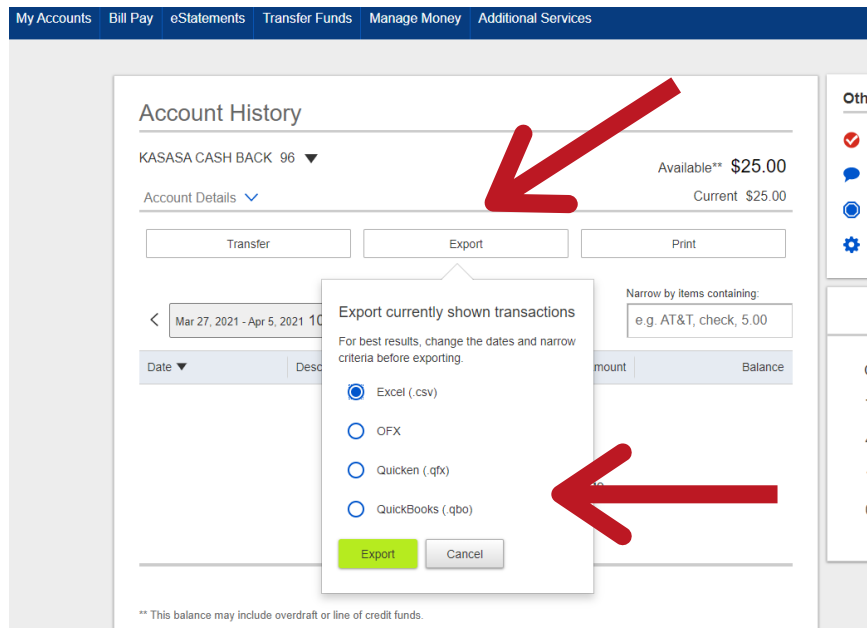 My Accounts Bill Pay eStatements Transfer Funds Manage Money Additional Services
Account History
KASASA CASH BACK 96
Available** $25.00
Account Details
Current $25.00
Transfer Export Print
Export currently shown transactions
For best results, change the dates and narrow
criteria before exporting.
Excel (.csv)
OFX
Quicken (.qfx)
QuickBooks (.qbo)
Export Cancel
Mar 27, 2021 - Apr 5, 2021 10
Narrow by items containing:
e.g. AT&T, check, 5.00
Date Desc mount Balance
** This balance may include overdraft or line of credit funds.
Oth